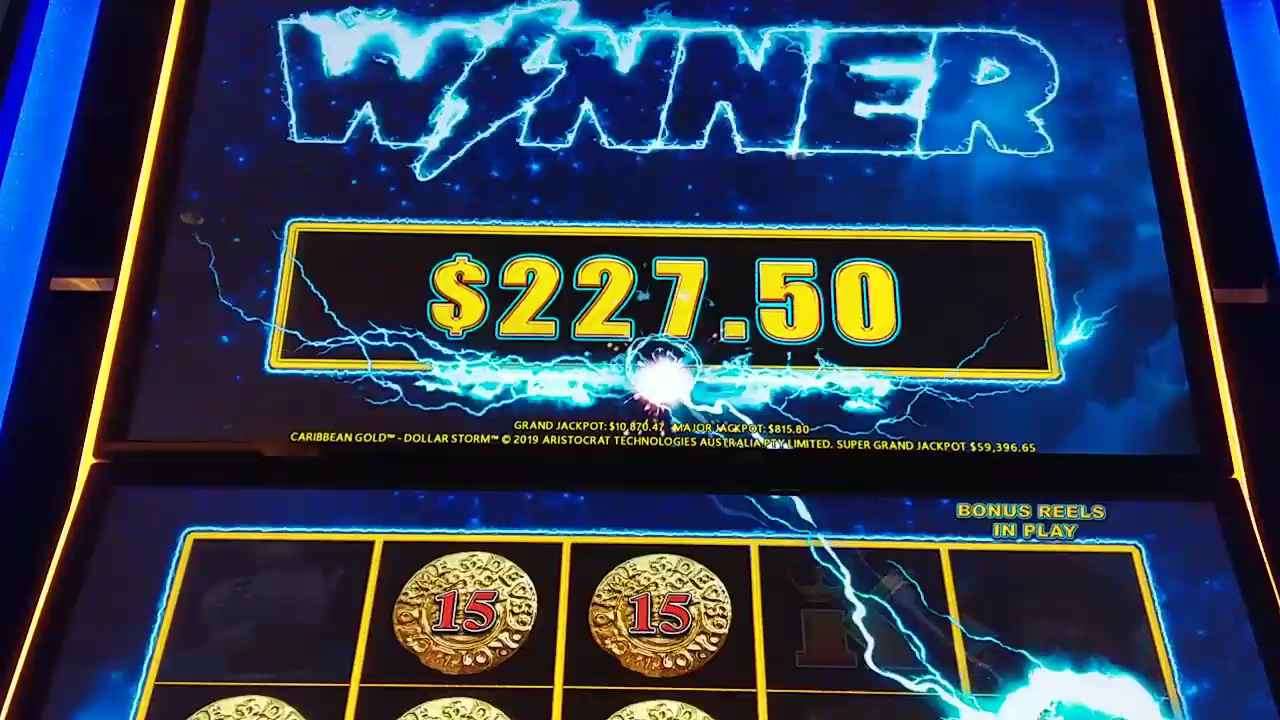 WINNER
$227.50
GRAND JACKPOT: $10,870.47 MAJOR JACKPOT: $815.80
CARIBBEAN GOLD™ - DOLLAR STORM™ © 2019 ARISTOCRAT TECHNOLOGIES AUSTRALIA PTY LIMITED. SUPER GRAND JACKPOT $59,396.65
BONUS REELS
IN PLAY
15 15